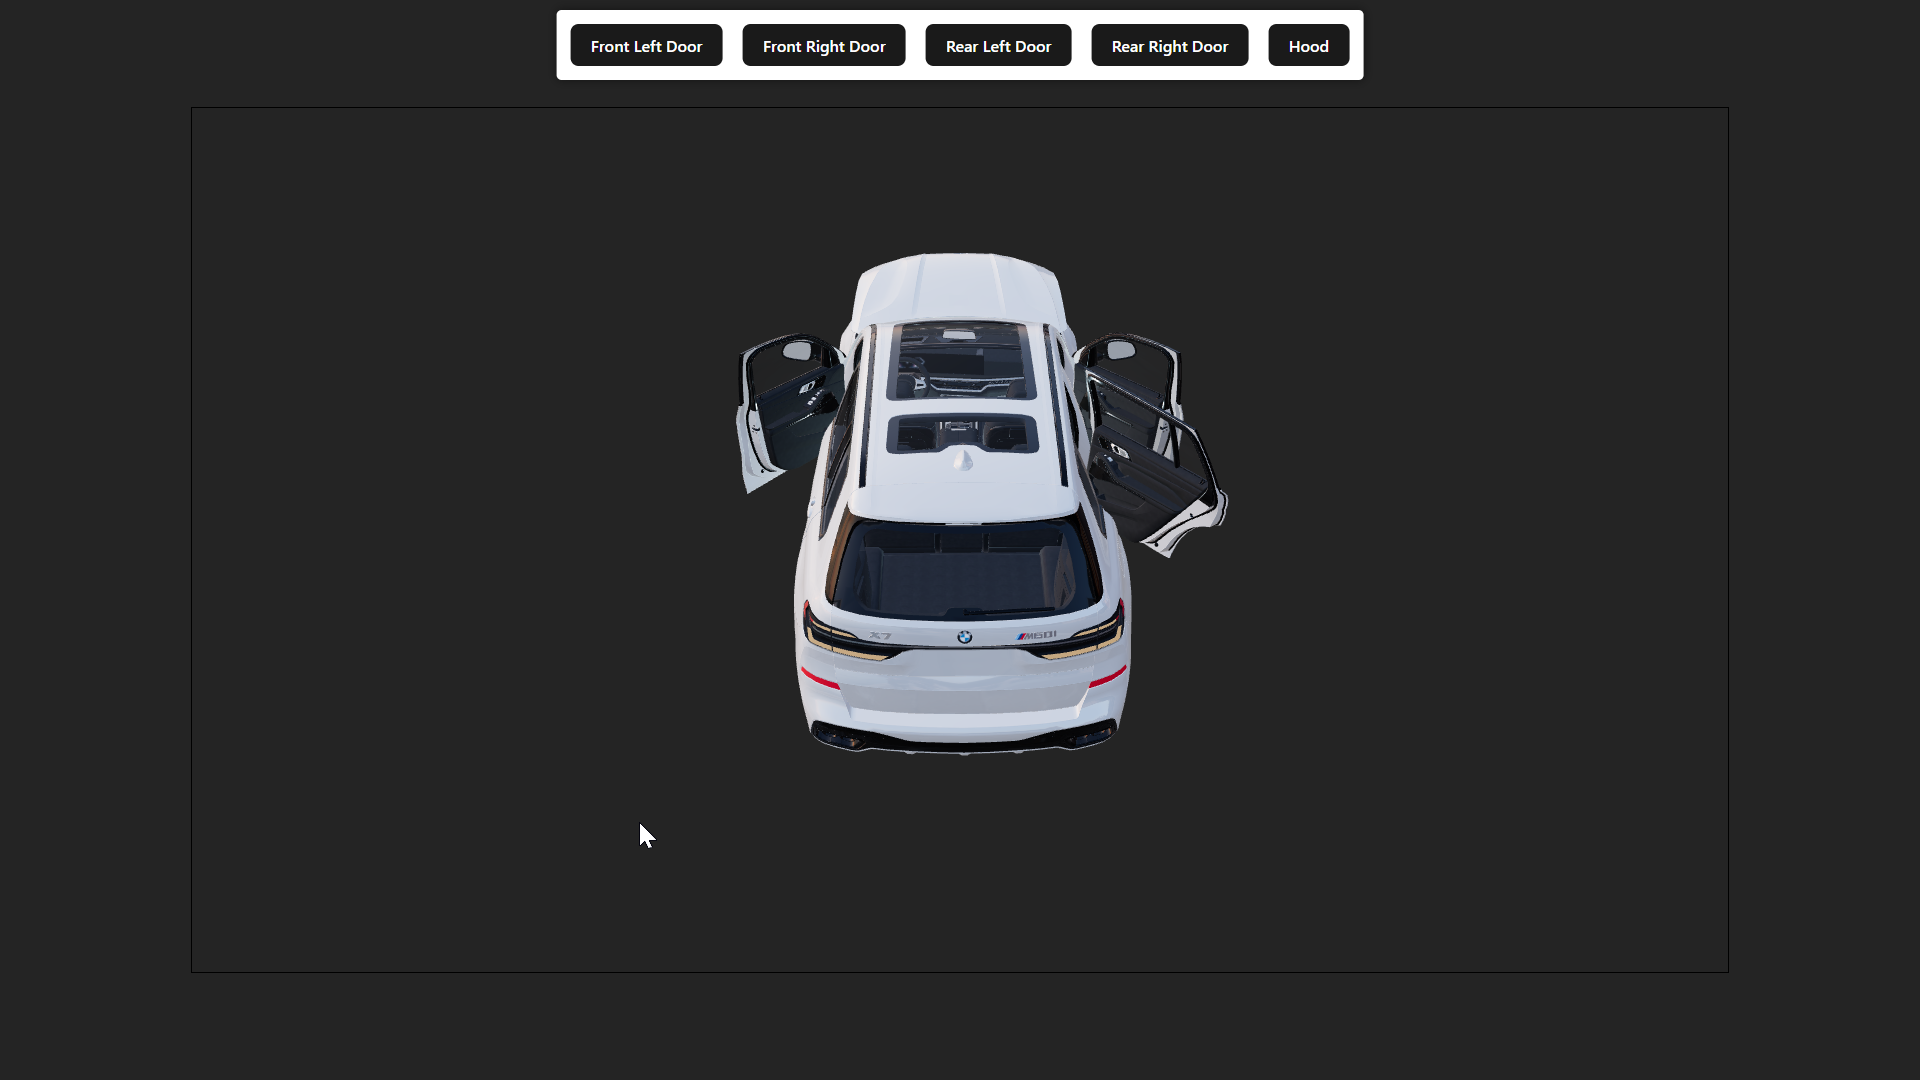 Front Left Door
Front Right Door
Rear Left Door
Rear Right Door
Hood
X7
M60i